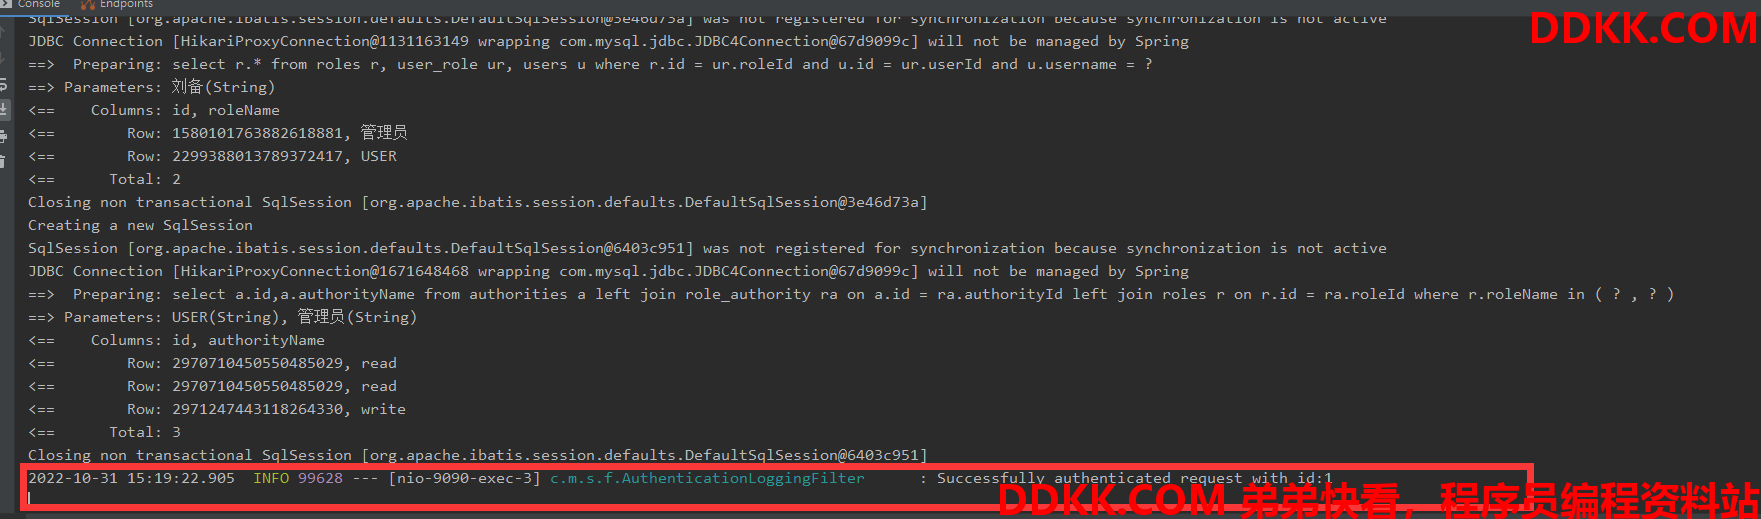 Console Endpoints
SqlSession [org.apache.ibatis.session.defaults.DefaultSqlSession@3e46d73a] was not registered for synchronization because synchronization is not active
DDKK.COM
JDBC Connection [HikariProxyConnection@1131163149 wrapping com.mysql.jdbc.JDBC4Connection@67d9099c] will not be managed by Spring
==>  Preparing: select r.* from roles r, user_role ur, users u where r.id = ur.roleId and u.id = ur.userId and u.username = ?
==> Parameters: 刘备(String)
<==    Columns: id, roleName
<==        Row: 1580101763882618881, 管理员
<==        Row: 2299388013789372417, USER
<==      Total: 2
Closing non transactional SqlSession [org.apache.ibatis.session.defaults.DefaultSqlSession@3e46d73a]
Creating a new SqlSession
SqlSession [org.apache.ibatis.session.defaults.DefaultSqlSession@6403c951] was not registered for synchronization because synchronization is not active
JDBC Connection [HikariProxyConnection@1671648468 wrapping com.mysql.jdbc.JDBC4Connection@67d9099c] will not be managed by Spring
==>  Preparing: select a.id,a.authorityName from authorities a left join role_authority ra on a.id = ra.authorityId left join roles r on r.id = ra.roleId where r.roleName in ( ? , ? )
==> Parameters: USER(String), 管理员(String)
<==    Columns: id, authorityName
<==        Row: 2970710450550485029, read
<==        Row: 2970710450550485029, read
<==        Row: 2971247443118264330, write
<==      Total: 3
Closing non transactional SqlSession [org.apache.ibatis.session.defaults.DefaultSqlSession@6403c951]
2022-10-31 15:19:22.905  INFO 99628 --- [nio-9090-exec-3] c.m.s.f.AuthenticationLoggingFilter      : Successfully authenticated request with id:1
DDKK.COM 弟弟快看，程序员编程资料站